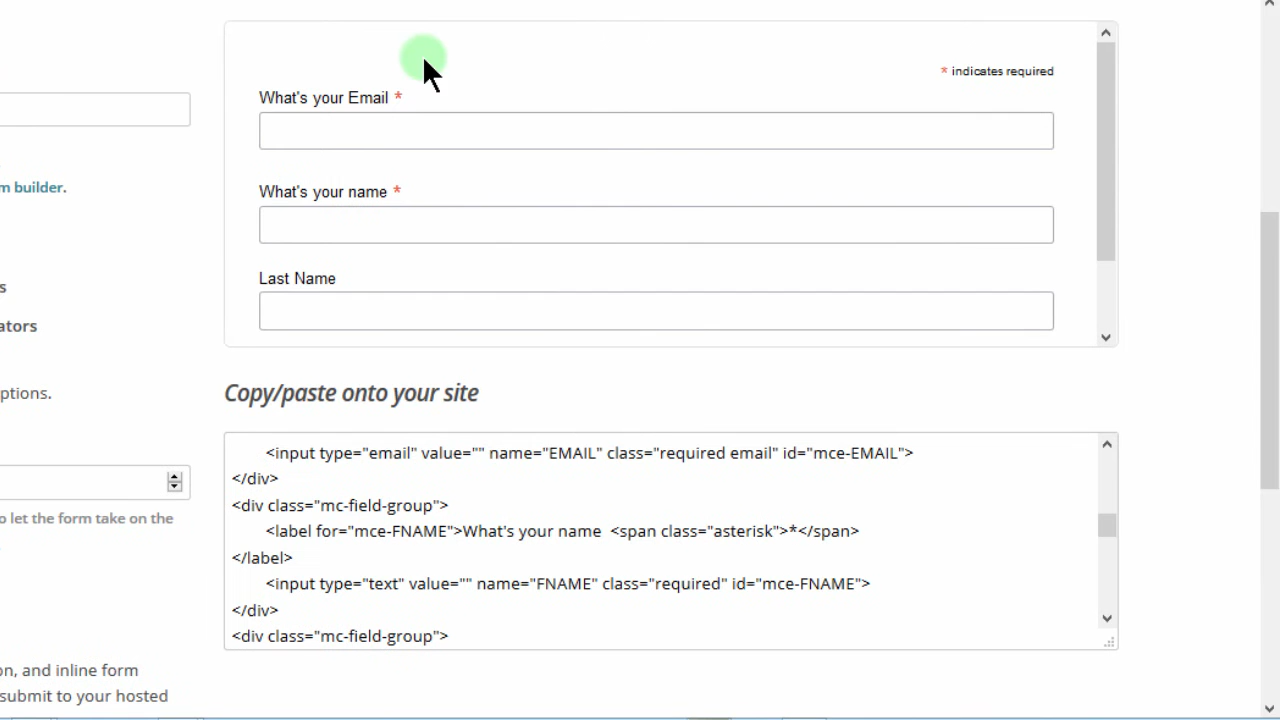 * indicates required
What's your Email *
m builder.
What's your name *
Last Name
s
ators
ptions.
Copy/paste onto your site
<input type="email" value="" name="EMAIL" class="required email" id="mce-EMAIL">
</div>
<div class="mc-field-group">
<label for="mce-FNAME">What's your name  <span class="asterisk">*</span>
</label>
<input type="text" value="" name="FNAME" class="required" id="mce-FNAME">
</div>
<div class="mc-field-group">
o let the form take on the
on, and inline form
submit to your hosted